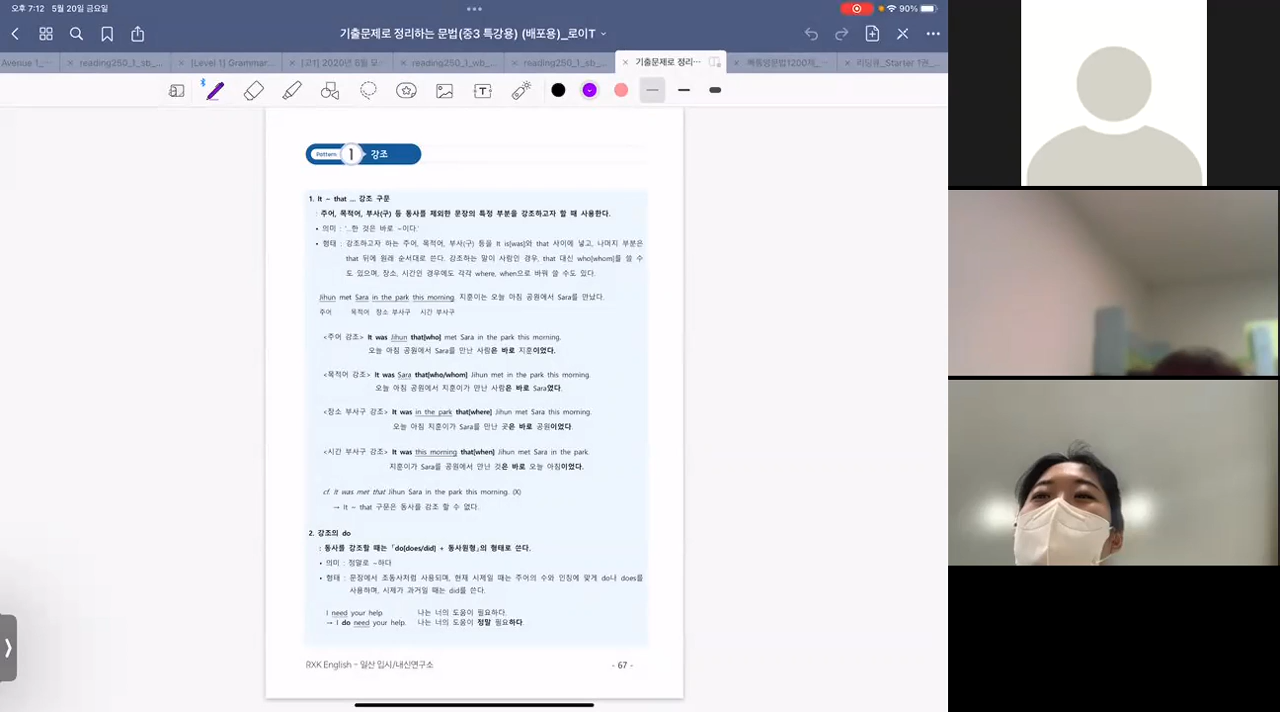 오후 7:12 5월 20일 금요일
90%
기출문제로 정리하는 문법(중3 특강용) (배포용)_로이T
Avenue 1_...
reading250_1_sb_...
[Level 1] Grammar...
[고1] 2020년 6월 모...
reading250_1_wb_...
reading250_1_sb_...
기출문제로 정리...
빠통영문법1200제_...
리딩큐_Starter 1권_...
Pattern 1 강조
1. It ~ that ... 강조 구문
: 주어, 목적어, 부사(구) 등 동사를 제외한 문장의 특정 부분을 강조하고자 할 때 사용한다.
• 의미 : '...한 것은 바로 ~이다.'
• 형태 : 강조하고자 하는 주어, 목적어, 부사(구) 등을 It is[was]와 that 사이에 넣고, 나머지 부분은
that 뒤에 원래 순서대로 쓴다. 강조하는 말이 사람인 경우, that 대신 who[whom]를 쓸 수
도 있으며, 장소, 시간인 경우에도 각각 where, when으로 바꿔 쓸 수도 있다.
Jihun met Sara in the park this morning 지훈이는 오늘 아침 공원에서 Sara를 만났다.
주어 목적어 장소 부사구 시간 부사구
<주어 강조> It was Jihun that[who] met Sara in the park this morning.
오늘 아침 공원에서 Sara를 만난 사람은 바로 지훈이었다.
<목적어 강조> It was Sara that[who/whom] Jihun met in the park this morning.
오늘 아침 공원에서 지훈이가 만난 사람은 바로 Sara였다.
<장소 부사구 강조> It was in the park that[where] Jihun met Sara this morning.
오늘 아침 지훈이가 Sara를 만난 곳은 바로 공원이었다.
<시간 부사구 강조> It was this morning that[when] Jihun met Sara in the park.
지훈이가 Sara를 공원에서 만난 것은 바로 오늘 아침이었다.
cf. It was met that Jihun Sara in the park this morning. (X)
→ It ~ that 구문은 동사를 강조 할 수 없다.
2. 강조의 do
: 동사를 강조할 때는 「do[does/did] + 동사원형」의 형태로 쓴다.
• 의미 : 정말로 ~하다
• 형태 : 문장에서 조동사처럼 사용되며, 현재 시제일 때는 주어의 수와 인칭에 맞게 do나 does를
사용하며, 시제가 과거일 때는 did를 쓴다.
I need your help. 나는 너의 도움이 필요하다.
→ I do need your help. 나는 너의 도움이 정말 필요하다.
RXK English – 일산 입시/내신연구소
- 67 -